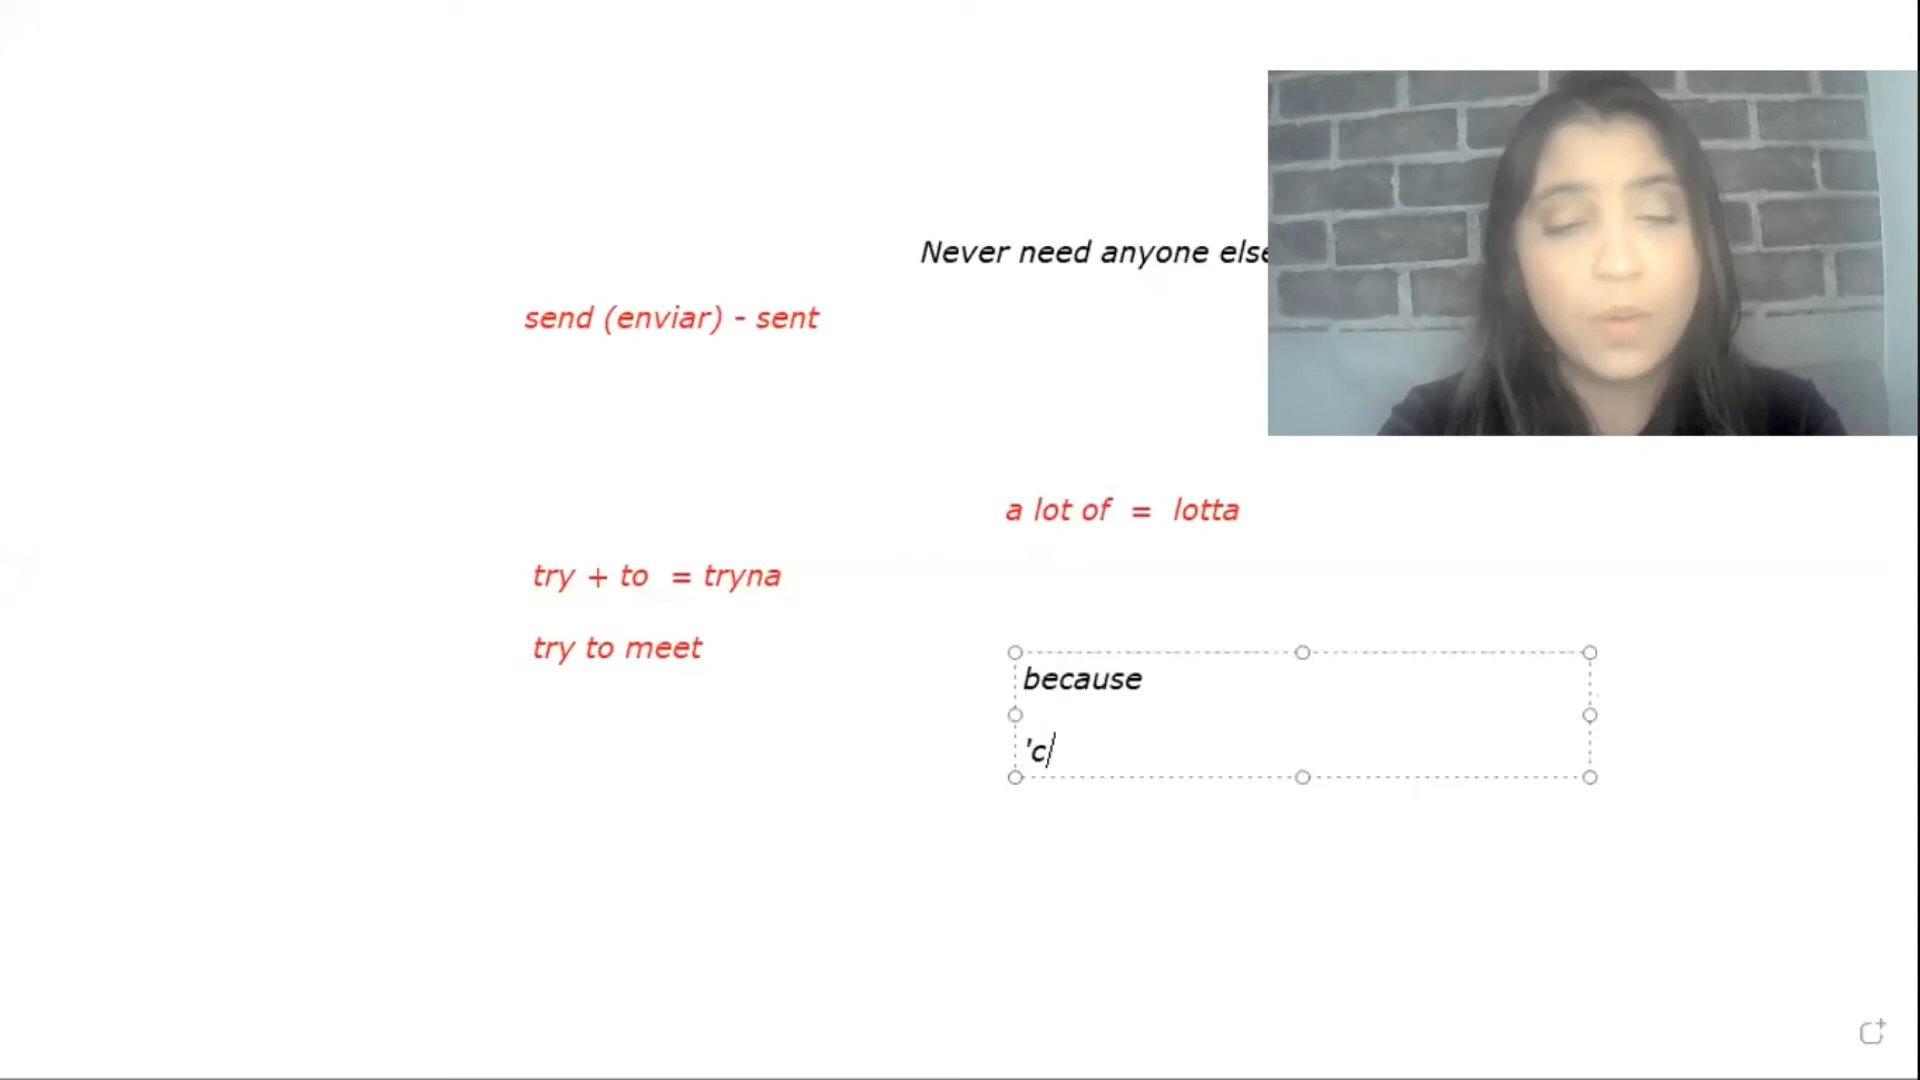 Never need anyone else
send (enviar) - sent
a lot of = lotta
try + to = tryna
try to meet
because
'c